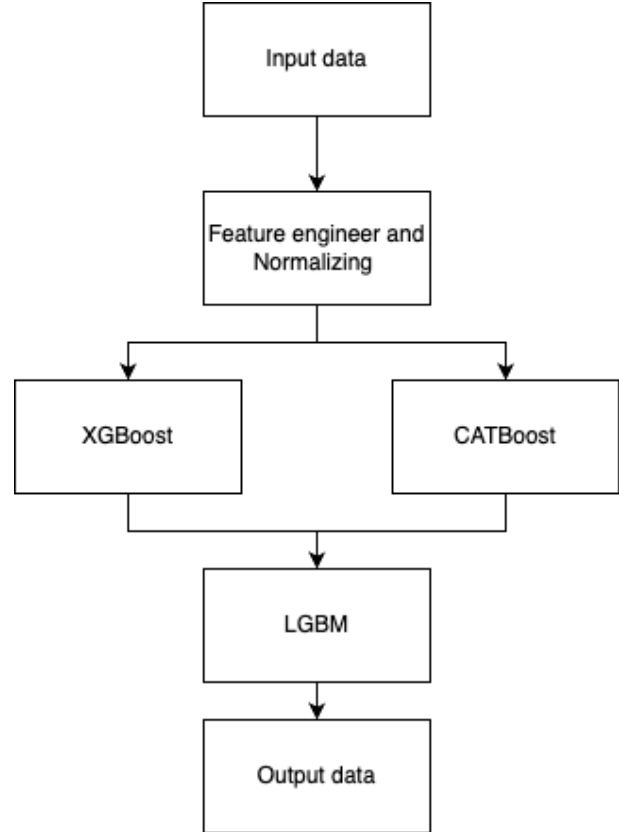 Input data
Feature engineer and
Normalizing
XGBoost
CATBoost
LGBM
Output data